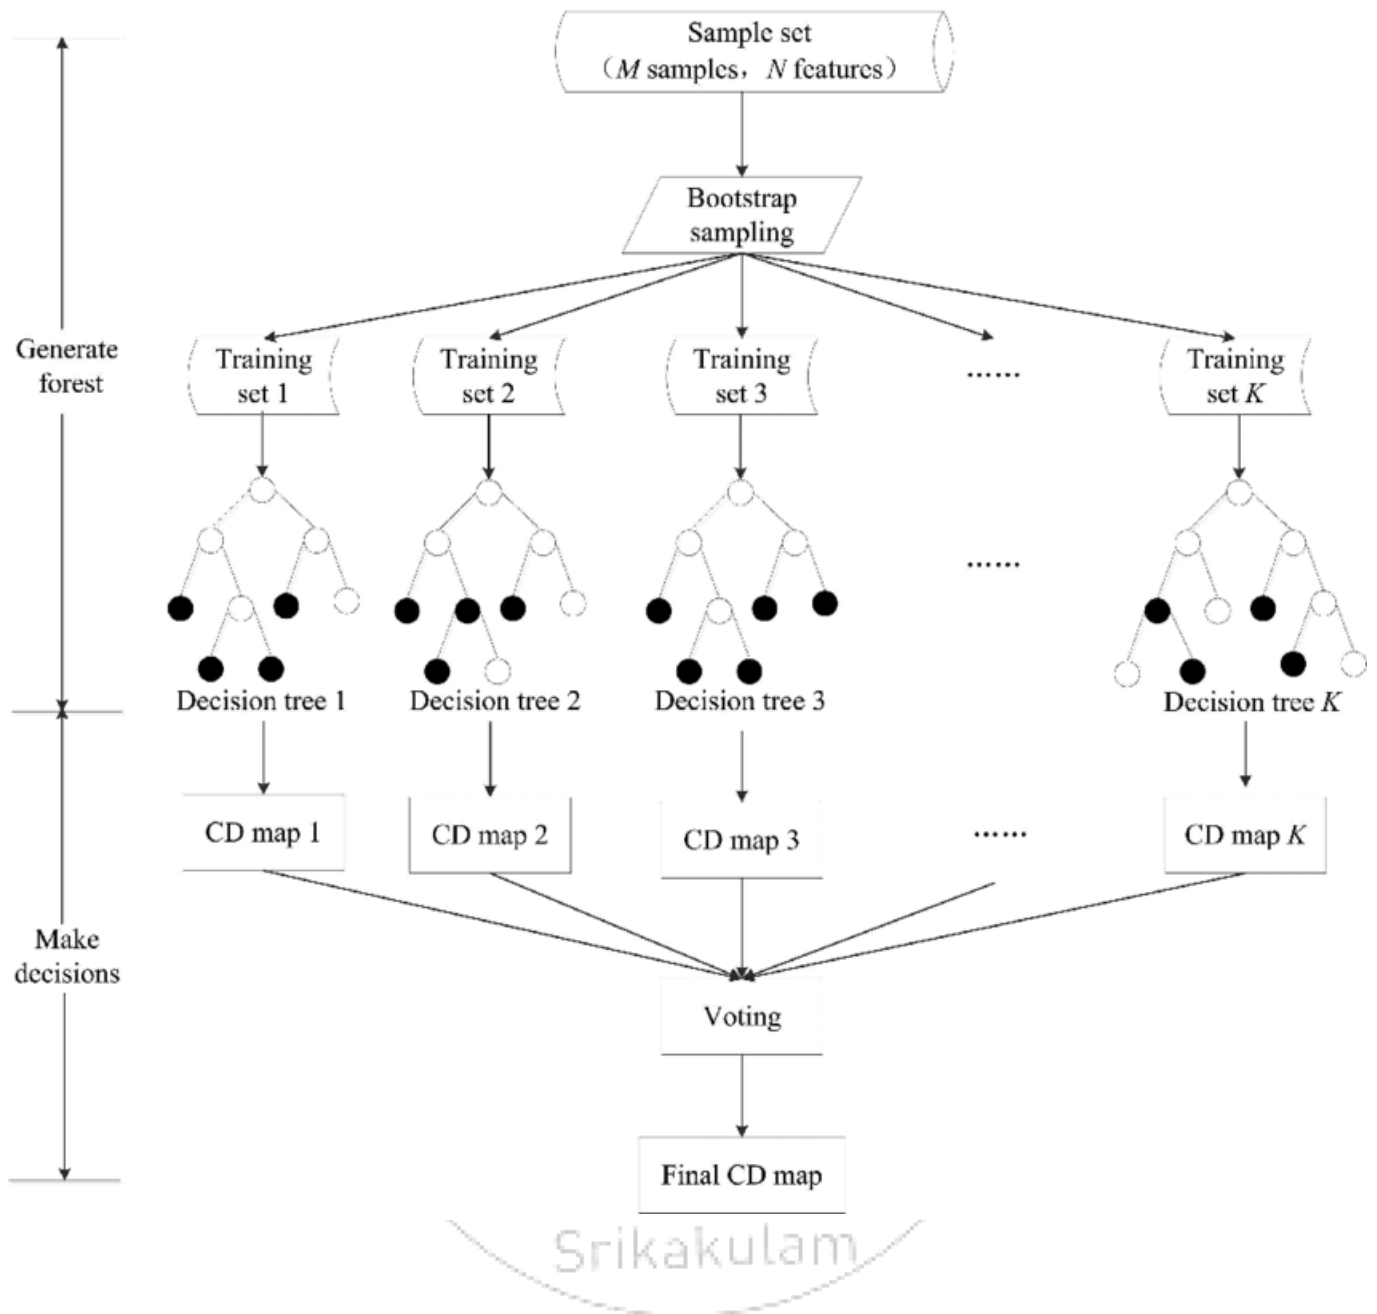 Sample set
（M samples，N features）
Bootstrap
sampling
Generate
forest
Training
set 1
Training
set 2
Training
set 3
……
Training
set K
……
Decision tree 1
Decision tree 2
Decision tree 3
Decision tree K
CD map 1
CD map 2
CD map 3
……
CD map K
Make
decisions
Voting
Final CD map
Srikakulam